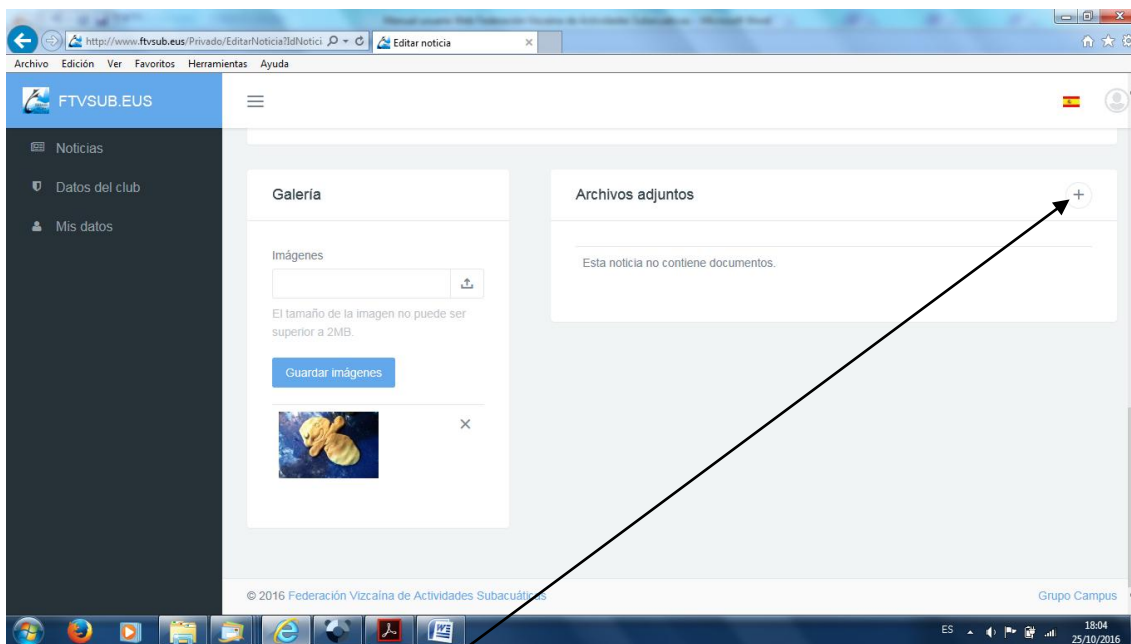 http://www.ftvsub.eus/Privado/EditarNoticia?IdNotici
Editar noticia
Archivo Edición Ver Favoritos Herramientas Ayuda
FTVSUB.EUS
Noticias
Datos del club
Mis datos
Galería
Imágenes
El tamaño de la imagen no puede ser
superior a 2MB.
Guardar imágenes
Archivos adjuntos
Esta noticia no contiene documentos.
© 2016 Federación Vizcaína de Actividades Subacuáticas
Grupo Campus
ES
18:04
25/10/2016